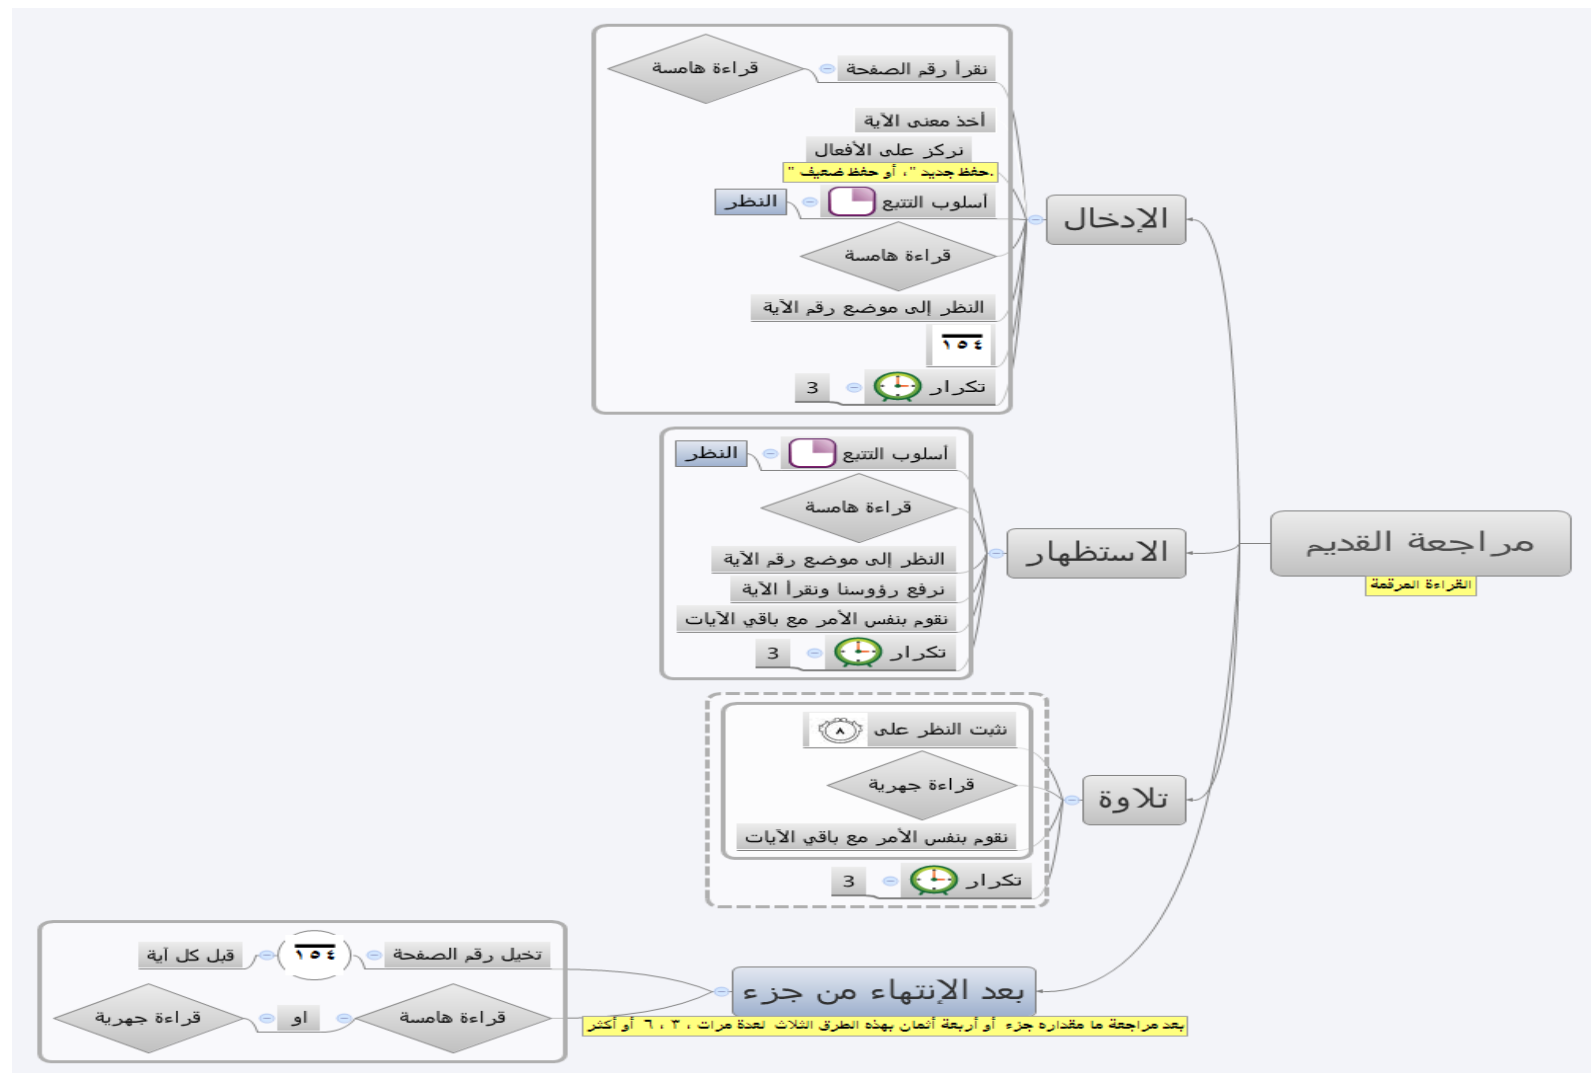 مراجعة القديم
القراءة المرقمة
الإدخال
نقرأ رقم الصفحة
قراءة هامسة
أخذ معنى الآية
نركز على الأفعال
حفظ جديد "، أو حفظ ضعيف ".
أسلوب التتبع
النظر
قراءة هامسة
النظر إلى موضع رقم الآية
١٥٤
تكرار
3
الاستظهار
أسلوب التتبع
النظر
قراءة هامسة
النظر إلى موضع رقم الآية
نرفع رؤوسنا ونقرأ الآية
نقوم بنفس الأمر مع باقي الآيات
تكرار
3
تلاوة
نثبت النظر على
٨
قراءة جهرية
نقوم بنفس الأمر مع باقي الآيات
تكرار
3
بعد الإنتهاء من جزء
بعد مراجعة ما مقداره جزء أو أربعة أثمان بهذه الطرق الثلاث لعدة مرات ، ٣ ، ٦ أو أكثر
تخيل رقم الصفحة
١٥٤
قبل كل آية
قراءة هامسة
او
قراءة جهرية